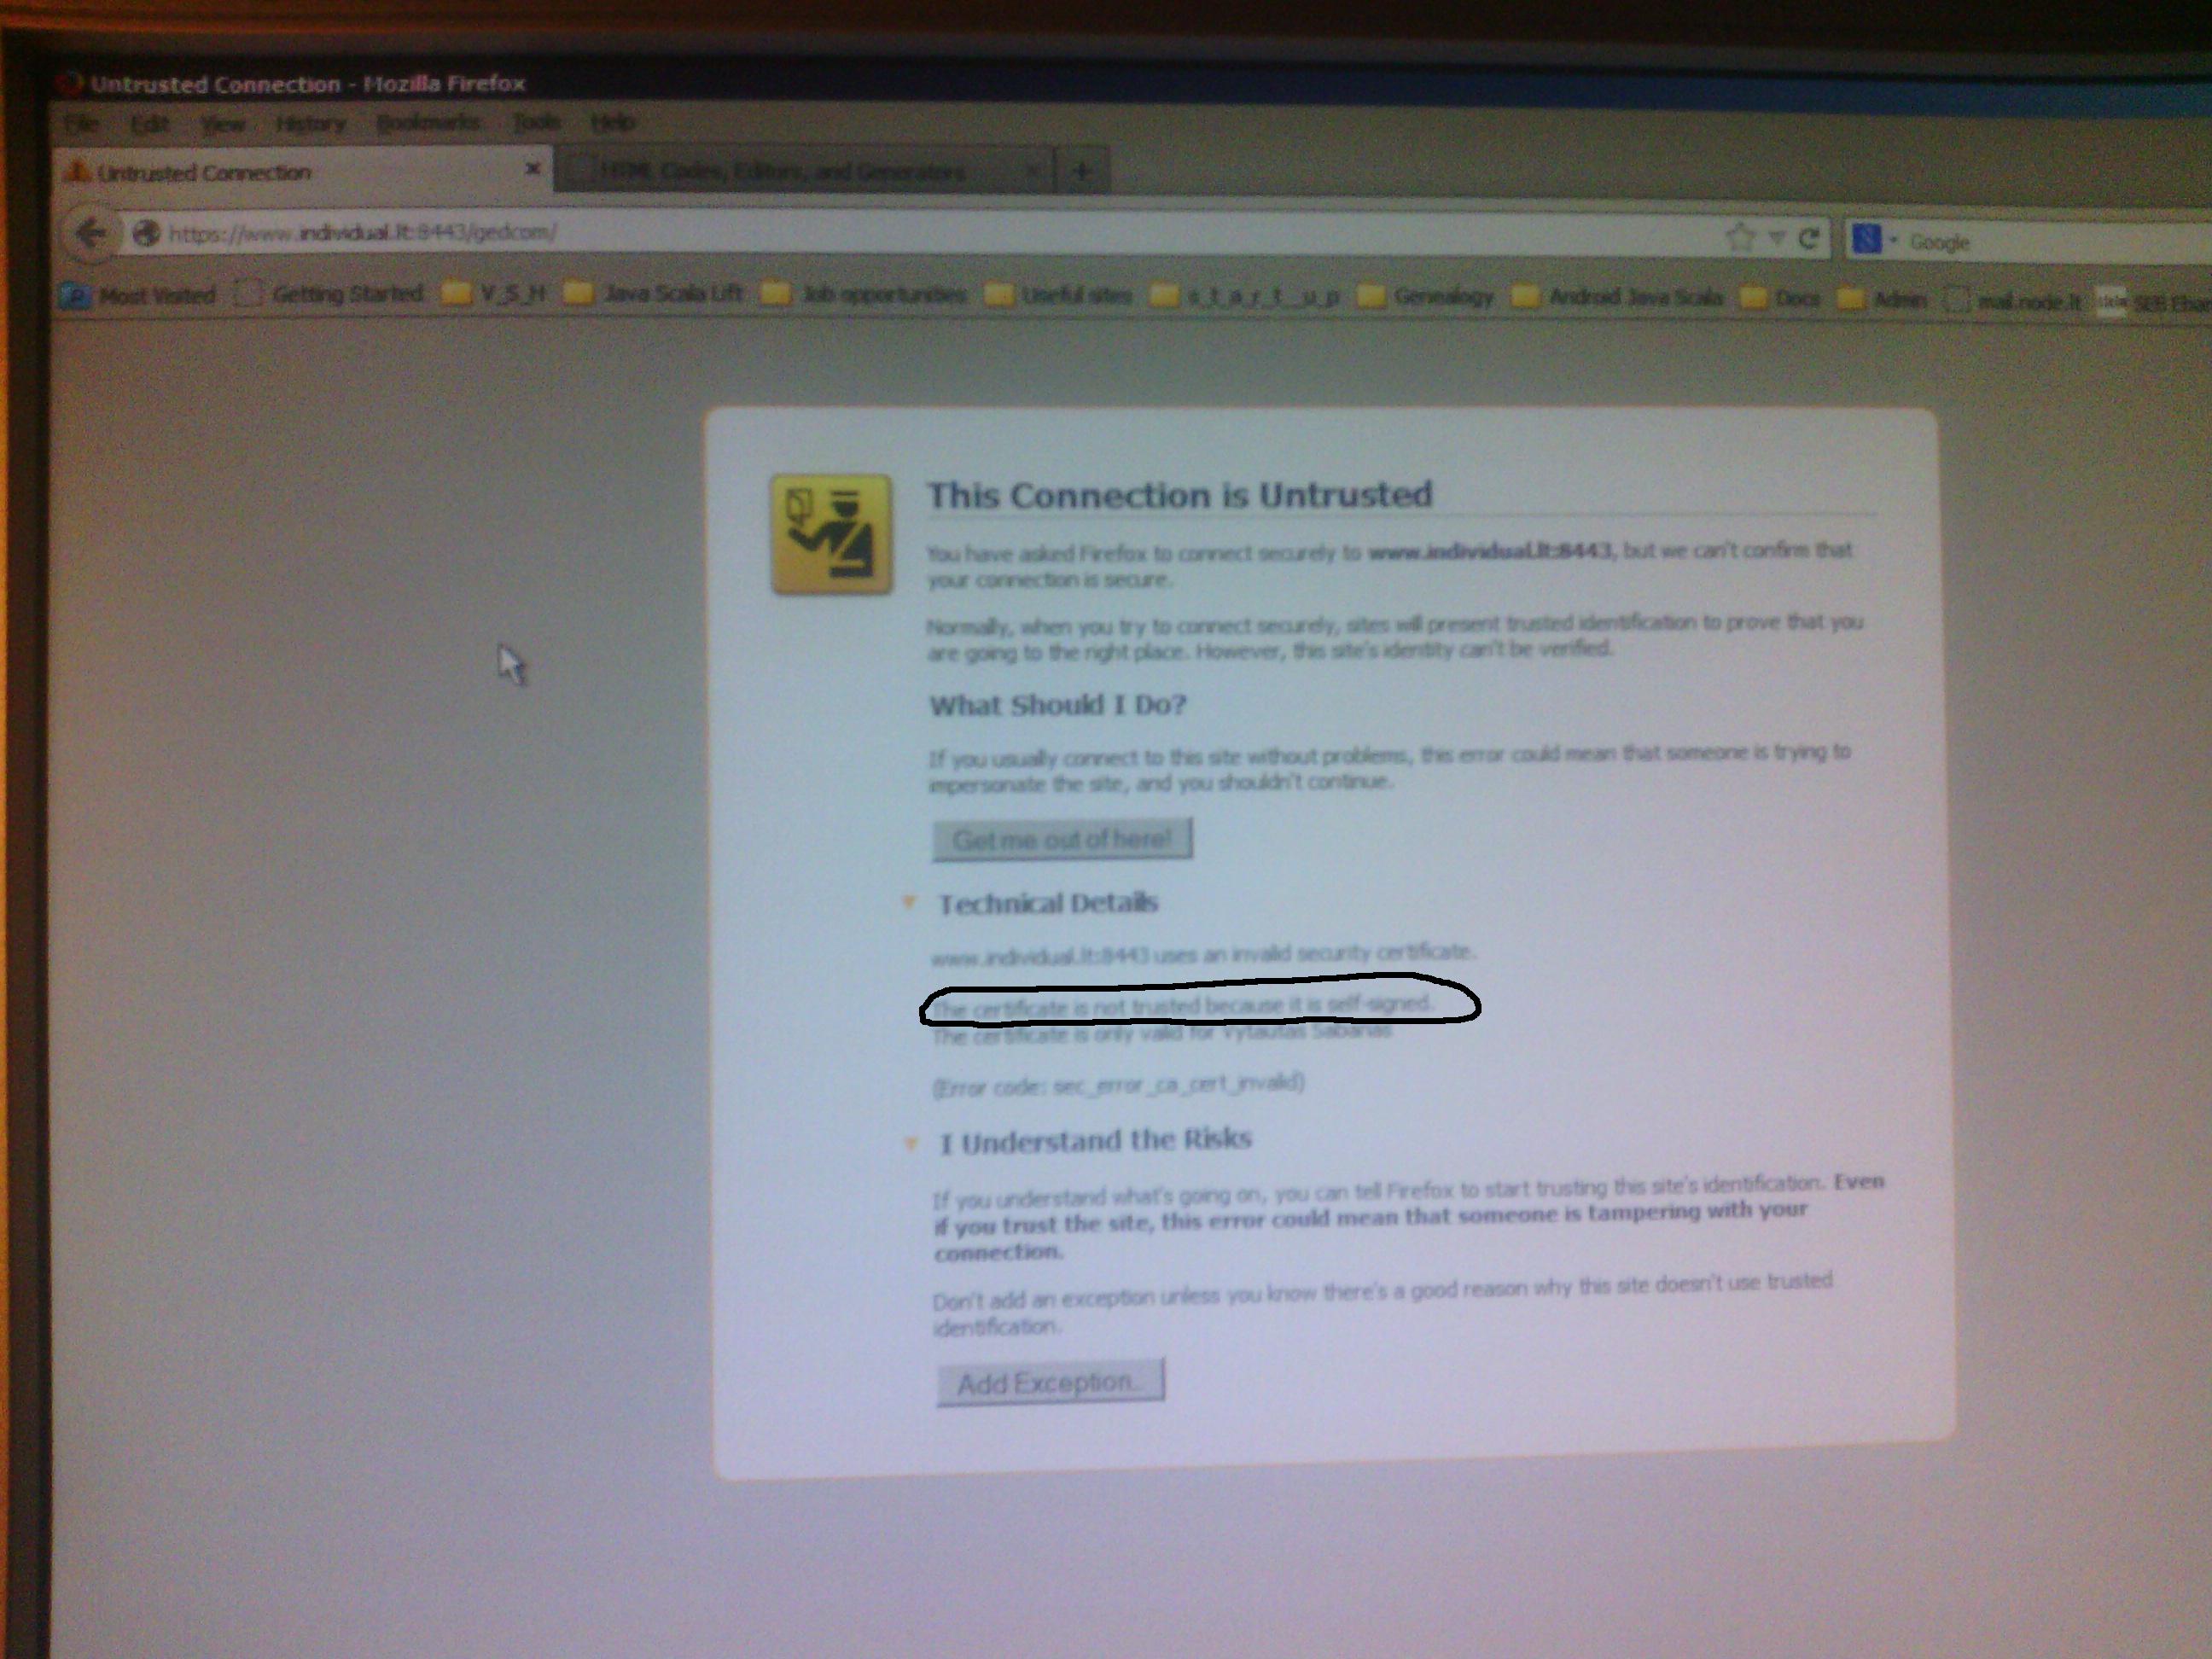 Untrusted Connection - Mozilla Firefox
File Edit View History Bookmarks Tools Help
Untrusted Connection
HTML Codes, Editors, and Generators
https://www.individual.lt:8443/gedcom/
Google
Most Visited Getting Started V_S_H Java Scala Lift Job opportunities Useful sites s_t_a_r_t__u_p Genealogy Android Java Scala Docs Admin mail.node.lt SEB
This Connection is Untrusted
You have asked Firefox to connect securely to www.individual.lt:8443, but we can't confirm that
your connection is secure.
Normally, when you try to connect securely, sites will present trusted identification to prove that you
are going to the right place. However, this site's identity can't be verified.
What Should I Do?
If you usually connect to this site without problems, this error could mean that someone is trying to
impersonate the site, and you shouldn't continue.
Get me out of here!
Technical Details
www.individual.lt:8443 uses an invalid security certificate.
The certificate is not trusted because it is self-signed.
The certificate is only valid for Vytautas Sabanas
(Error code: sec_error_ca_cert_invalid)
I Understand the Risks
If you understand what's going on, you can tell Firefox to start trusting this site's identification. Even
if you trust the site, this error could mean that someone is tampering with your
connection.
Don't add an exception unless you know there's a good reason why this site doesn't use trusted
identification.
Add Exception...